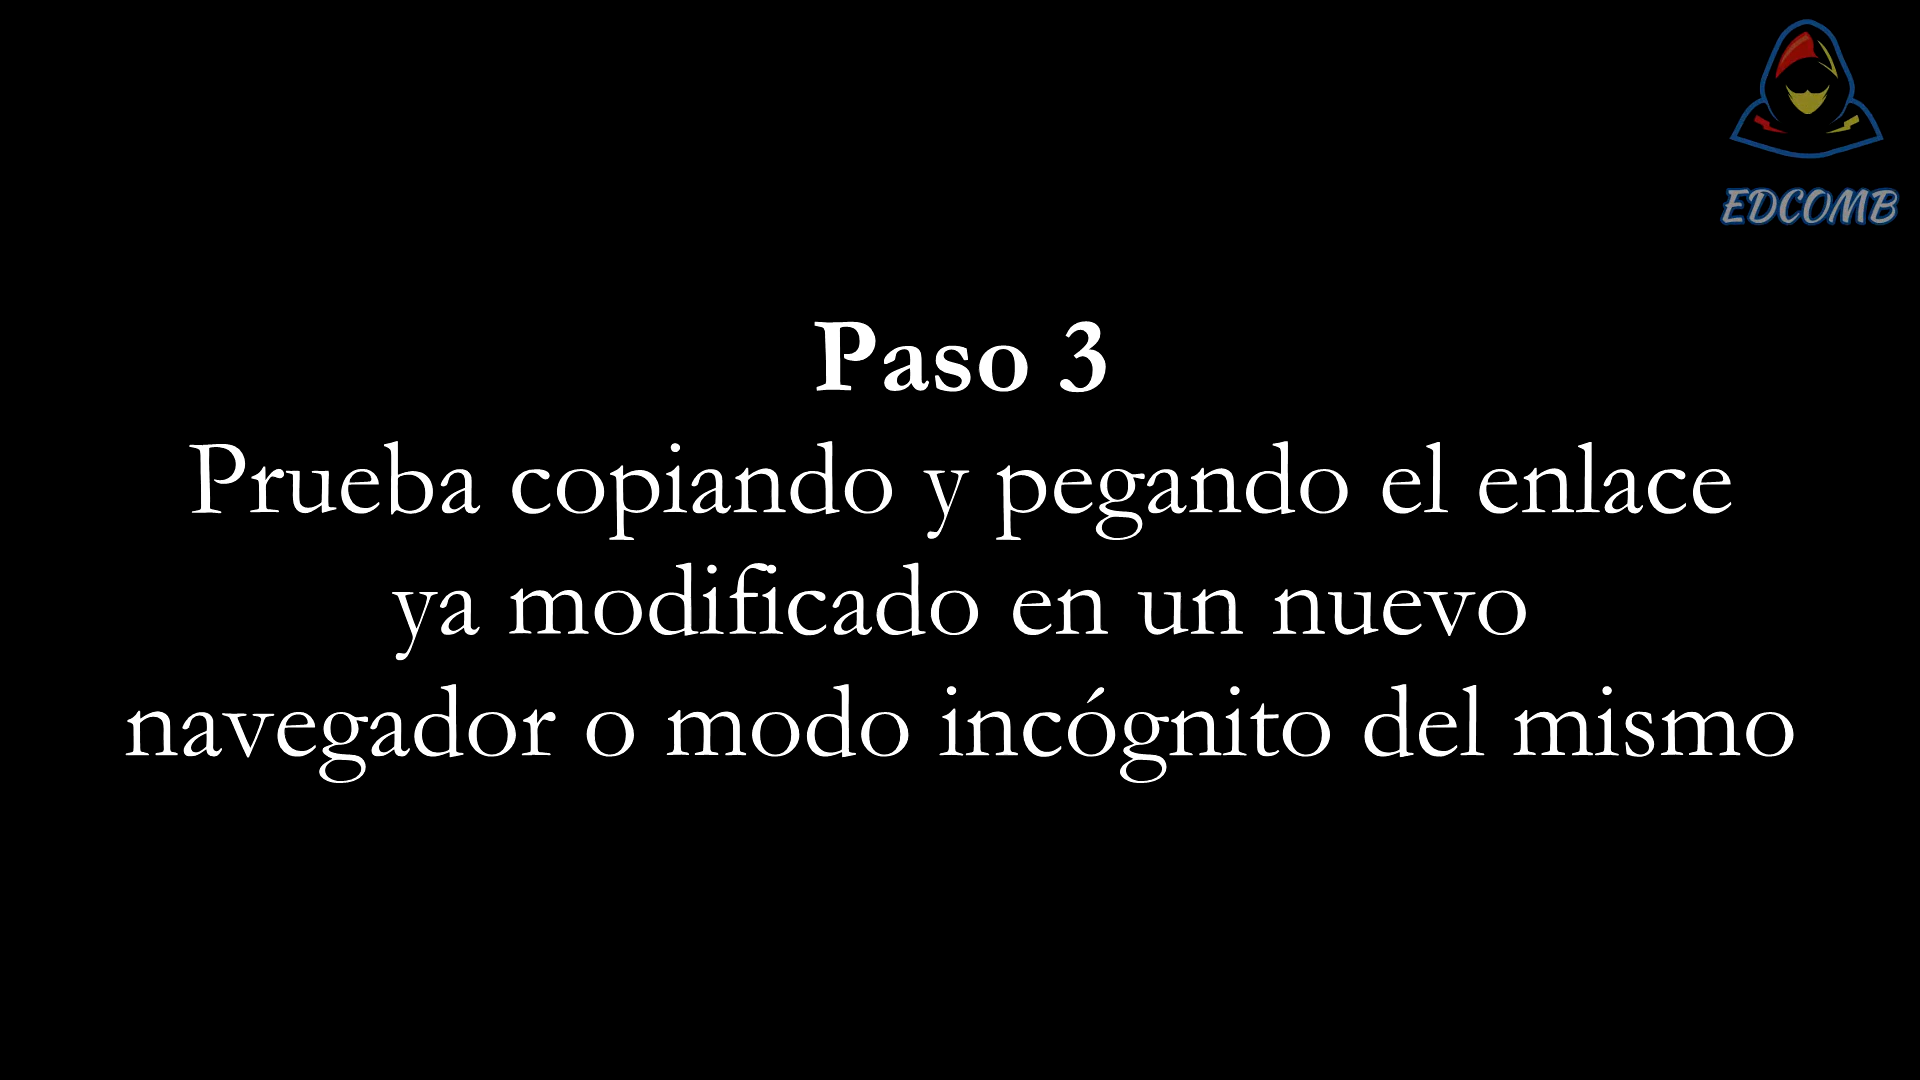 EDCOMB
Paso 3
Prueba copiando y pegando el enlace
ya modificado en un nuevo
navegador o modo incógnito del mismo